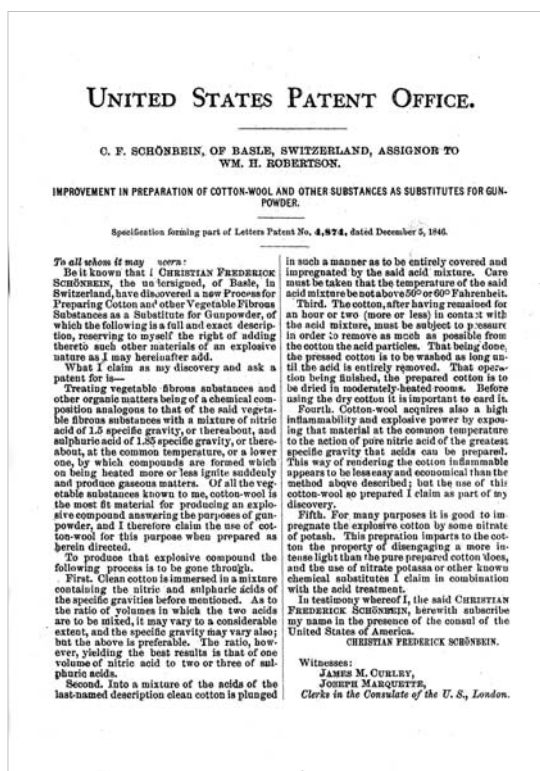 UNITED STATES PATENT OFFICE.
C. F. SCHÖNBEIN, OF BASLE, SWITZERLAND, ASSIGNOR TO
WM. H. ROBERTSON.
IMPROVEMENT IN PREPARATION OF COTTON-WOOL AND OTHER SUBSTANCES AS SUBSTITUTES FOR GUN-
POWDER.
Specification forming part of Letters Patent No. 4,874, dated December 5, 1846.
To all whom it may
Be it known that I CHRISTIAN FREDERICK
SCHÖNBEIN, the undersigned, of Basle, in
Switzerland, have discovered a new Process for
Preparing Cotton and other Vegetable Fibrous
Substances as a Substitute for Gunpowder, of
which the following is a full and exact descrip-
tion, reserving to myself the right of adding
thereto such other materials of an explosive
nature as I may hereinafter add.
What I claim as my discovery and ask a
patent for is—
Treating vegetable fibrous substances and
other organic matters being of a chemical com-
position analogous to that of the said vegeta-
ble fibrous substances with a mixture of nitric
acid of 1.5 specific gravity, or thereabout, and
sulphuric acid of 1.85 specific gravity, or there-
about, at the common temperature, or a lower
one, by which compounds are formed which
on being heated more or less ignite suddenly
and produce gaseous matters. Of all the veg-
etable substances known to me, cotton-wool is
the most fit material for producing an explo-
sive compound answering the purposes of gun-
powder, and I therefore claim the use of cot-
ton-wool for this purpose when prepared as
herein directed.
To produce that explosive compound the
following process is to be gone through.
First. Clean cotton is immersed in a mixture
containing the nitric and sulphuric acids of
the specific gravities before mentioned. As to
the ratio of volumes in which the two acids
are to be mixed, it may vary to a considerable
extent, and the specific gravity may vary also;
but the above is preferable. The ratio, how-
ever, yielding the best results is that of one
volume of nitric acid to two or three of sul-
phuric acids.
Second. Into a mixture of the acids of the
last-named description clean cotton is plunged
in such a manner as to be entirely covered and
impregnated by the said acid mixture. Care
must be taken that the temperature of the said
acid mixture be not above 50° or 60° Fahrenheit.
Third. The cotton, after having remained for
an hour or two (more or less) in contact with
the acid mixture, must be subject to pressure
in order to remove as much as possible from
the cotton the acid particles. That being done,
the pressed cotton is to be washed as long un-
til the acid is entirely removed. That opera-
tion being finished, the prepared cotton is to
be dried in moderately-heated rooms. Before
using the dry cotton it is important to card it.
Fourth. Cotton-wool acquires also a high
inflammability and explosive power by expos-
ing that material at the common temperature
to the action of pure nitric acid of the greatest
specific gravity that acids can be prepared.
This way of rendering the cotton inflammable
appears to be less easy and economical than the
method above described; but the use of this
cotton-wool so prepared I claim as part of my
discovery.
Fifth. For many purposes it is good to im-
pregnate the explosive cotton by some nitrate
of potash. This prepration imparts to the cot-
ton the property of disengaging a more in-
tense light than the pure prepared cotton does,
and the use of nitrate potassa or other known
chemical substitutes I claim in combination
with the acid treatment.
In testimony whereof I, the said CHRISTIAN
FREDERICK SCHÖNBEIN, herewith subscribe
my name in the presence of the consul of the
United States of America.
CHRISTIAN FREDERICK SCHÖNBEIN.
Witnesses:
JAMES M. CURLEY,
JOSEPH MARQUETTE,
Clerks in the Consulate of the U. S., London.